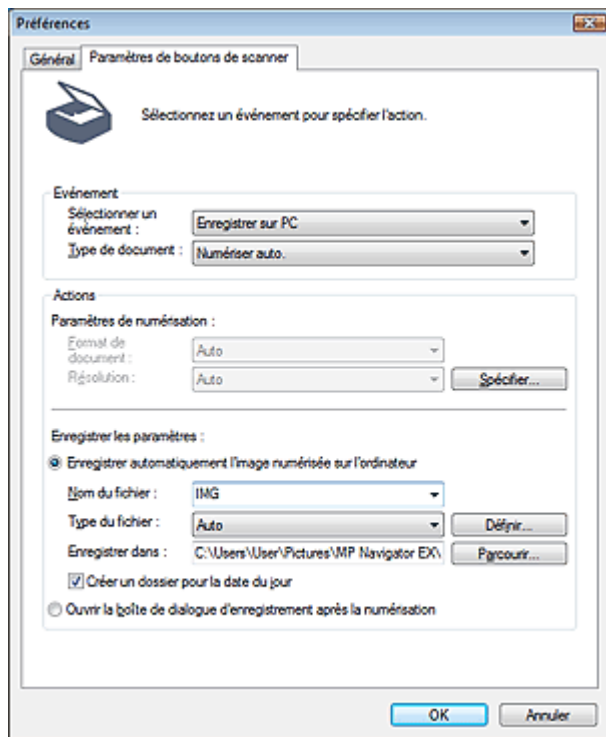 Préférences
Général Paramètres de boutons de scanner
Sélectionnez un événement pour spécifier l'action.
Evénement
Sélectionner un
événement : Enregistrer sur PC
Type de document : Numériser auto.
Actions
Paramètres de numérisation :
Format de
document : Auto
Résolution : Auto Spécifier...
Enregistrer les paramètres :
Enregistrer automatiquement l'image numérisée sur l'ordinateur
Nom du fichier : IMG
Type du fichier : Auto Définir...
Enregistrer dans : C:\Users\User\Pictures\MP Navigator EX\ Parcourir...
Créer un dossier pour la date du jour
Ouvrir la boîte de dialogue d'enregistrement après la numérisation
OK Annuler